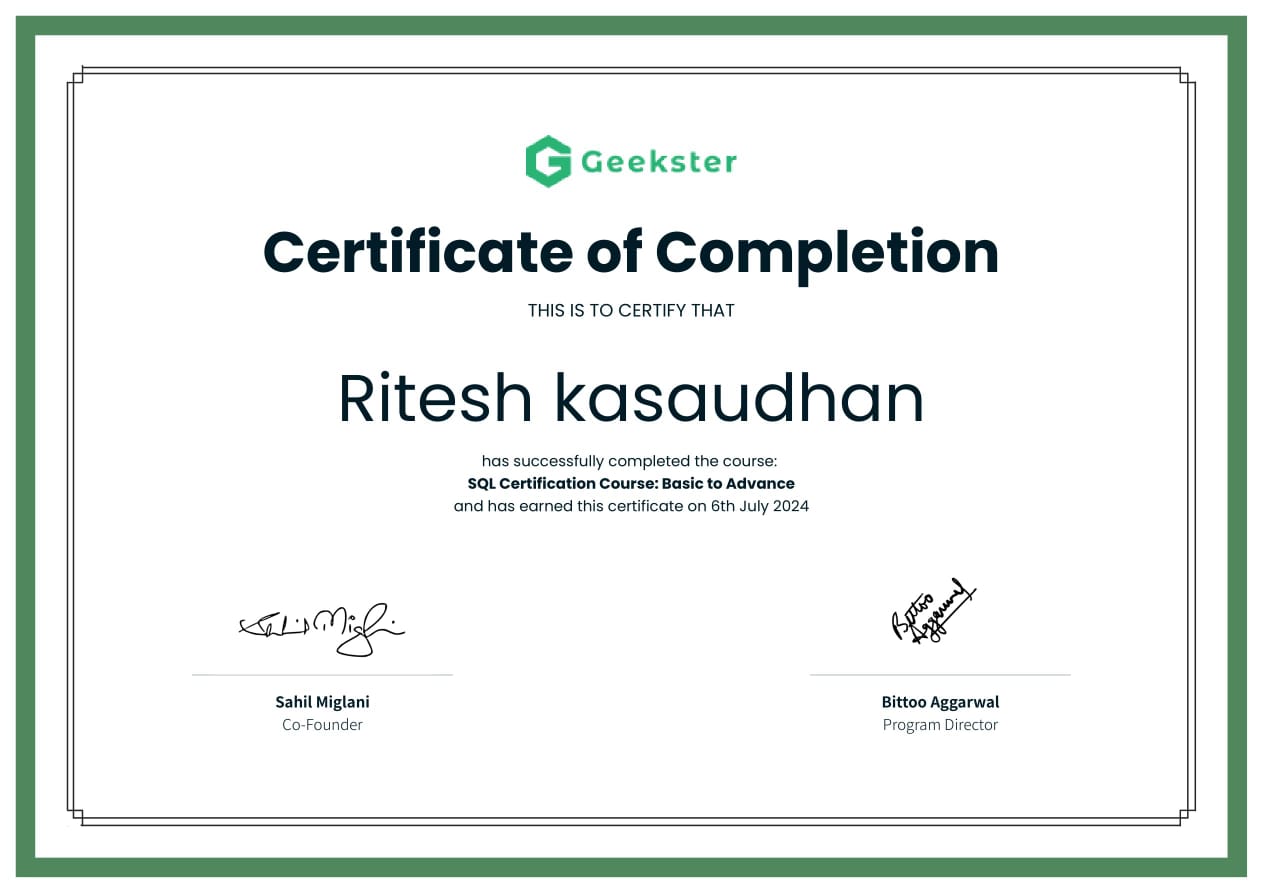 Geekster
Certificate of Completion
THIS IS TO CERTIFY THAT
Ritesh kasaudhan
has successfully completed the course:
SQL Certification Course: Basic to Advance
and has earned this certificate on 6th July 2024
Sahil Miglani
Bittoo
Aggarwal
Sahil Miglani
Co-Founder
Bittoo Aggarwal
Program Director